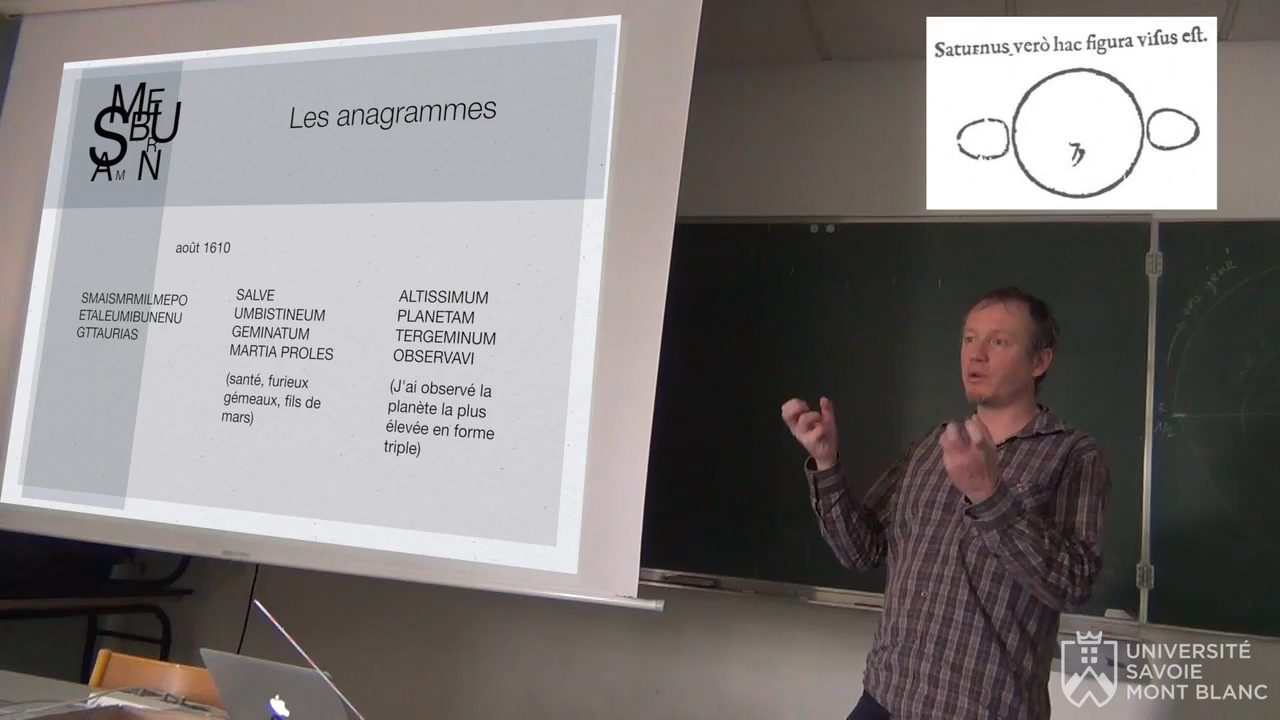 Les anagrammes
août 1610
SMAISMRMILMEPO
ETALEUMIBUNENU
GTTAURIAS
SALVE
UMBISTINEUM
GEMINATUM
MARTIA PROLES
(santé, furieux
gémeaux, fils de
mars)
ALTISSIMUM
PLANETAM
TERGEMINUM
OBSERVAVI
(J'ai observé la
planète la plus
élevée en forme
triple)
Saturnus verò hac figura viſus eſt.
UNIVERSITÉ
SAVOIE
MONT BLANC